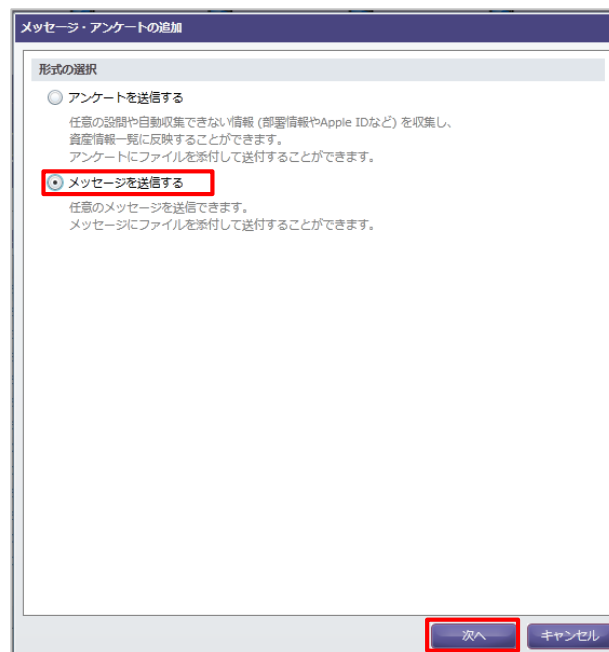 メッセージ・アンケートの追加
形式の選択
アンケートを送信する
任意の設問や自動収集できない情報 (部署情報やApple IDなど) を収集し、
資産情報一覧に反映することができます。
アンケートにファイルを添付して送付することができます。
メッセージを送信する
任意のメッセージを送信できます。
メッセージにファイルを添付して送付することができます。
次へ
キャンセル